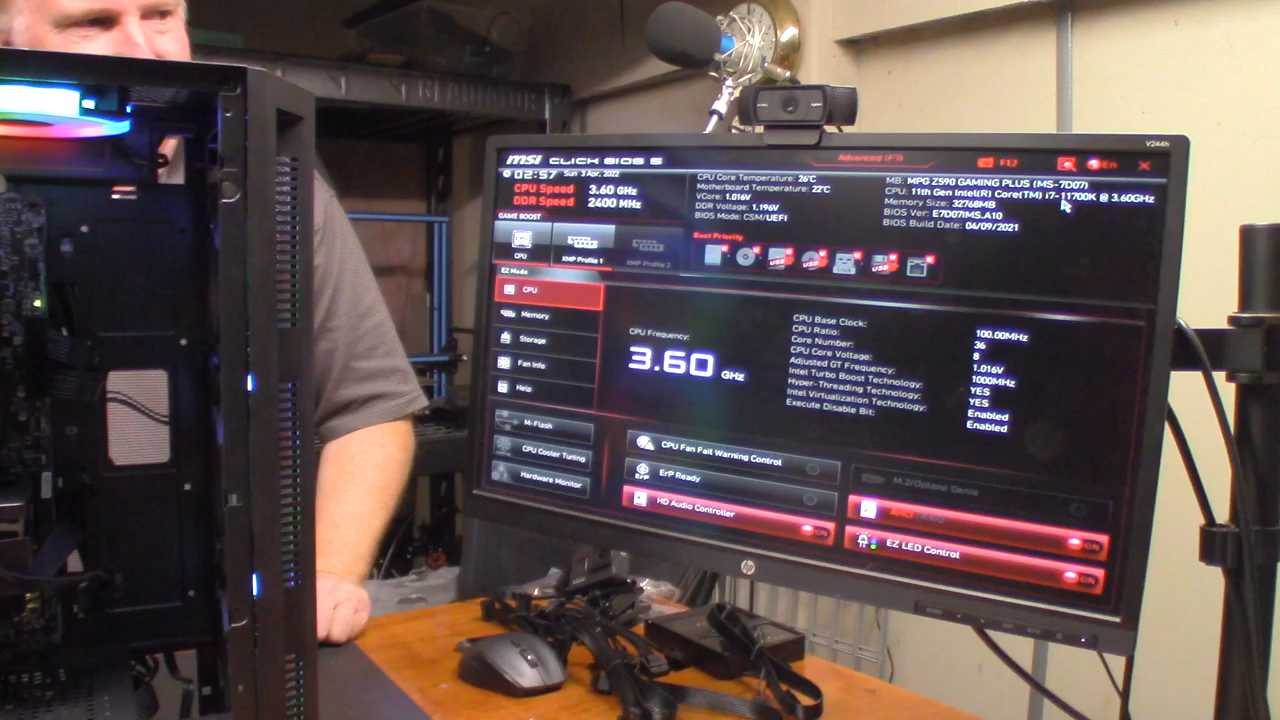 READYRACK
V244h
msi CLICK BIOS 5
Advanced (F7)
F12
En
02:57 Sun 3 Apr, 2022
CPU Speed 3.60 GHz
DDR Speed 2400 MHz
CPU Core Temperature: 26°C
Motherboard Temperature: 22°C
VCore: 1.016V
DDR Voltage: 1.196V
BIOS Mode: CSM/UEFI
MB: MPG Z590 GAMING PLUS (MS-7D07)
CPU: 11th Gen Intel(R) Core(TM) i7-11700K @ 3.60GHz
Memory Size: 32768MB
BIOS Ver: E7D07IMS.A10
BIOS Build Date: 04/09/2021
GAME BOOST
CPU
XMP Profile 1
XMP Profile 2
Boot Priority
USB
USB
USB
USB
EZ Mode
CPU
Memory
Storage
Fan Info
Help
M-Flash
CPU Cooler Tuning
Hardware Monitor
CPU Frequency:
3.60 GHz
CPU Base Clock: 100.00MHz
CPU Ratio: 36
Core Number: 8
CPU Core Voltage: 1.016V
Adjusted GT Frequency: 1000MHz
Intel Turbo Boost Technology: YES
Hyper-Threading Technology: YES
Intel Virtualization Technology: Enabled
Execute Disable Bit: Enabled
CPU Fan Fail Warning Control
ErP Ready
HD Audio Controller ON
M.2/Optane Genie
AHCI /RAID ON
EZ LED Control ON
hp